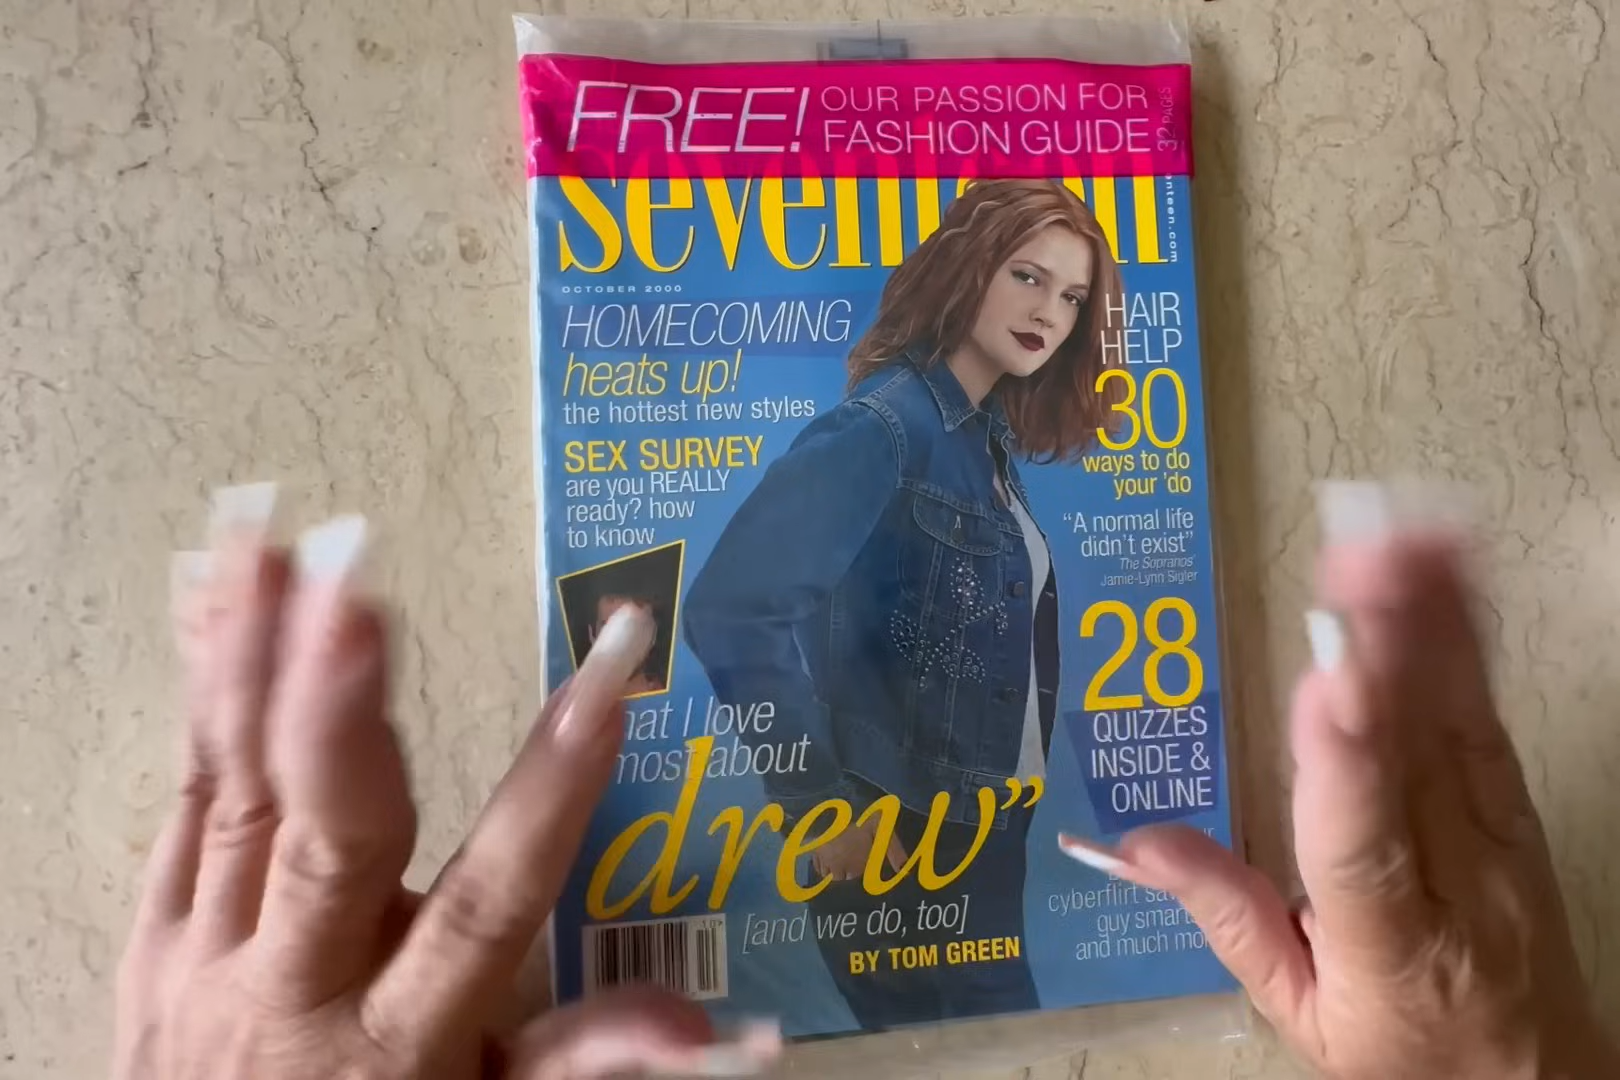 FREE! OUR PASSION FOR
FASHION GUIDE
32 PAGES
seventeen
OCTOBER 2000
HOMECOMING
heats up!
the hottest new styles
SEX SURVEY
are you REALLY
ready? how
to know
I love
most about
drew”
[and we do, too]
BY TOM GREEN
HAIR
HELP
30
ways to do
your 'do
“A normal life
didn’t exist”
The Sopranos'
Jamie-Lynn Sigler
28
QUIZZES
INSIDE &
ONLINE
cyberflirt
guy
and much